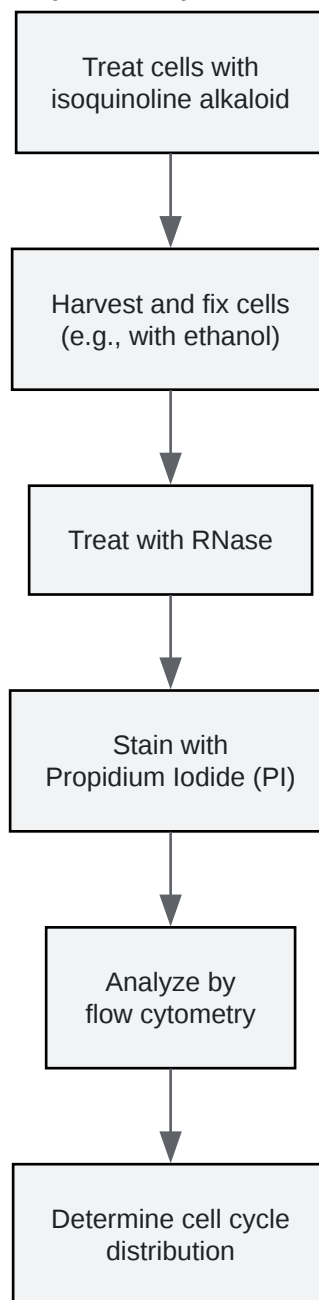 Treat cells with
isoquinoline alkaloid
Harvest and fix cells
(e.g., with ethanol)
Treat with RNase
Stain with
Propidium Iodide (PI)
Analyze by
flow cytometry
Determine cell cycle
distribution